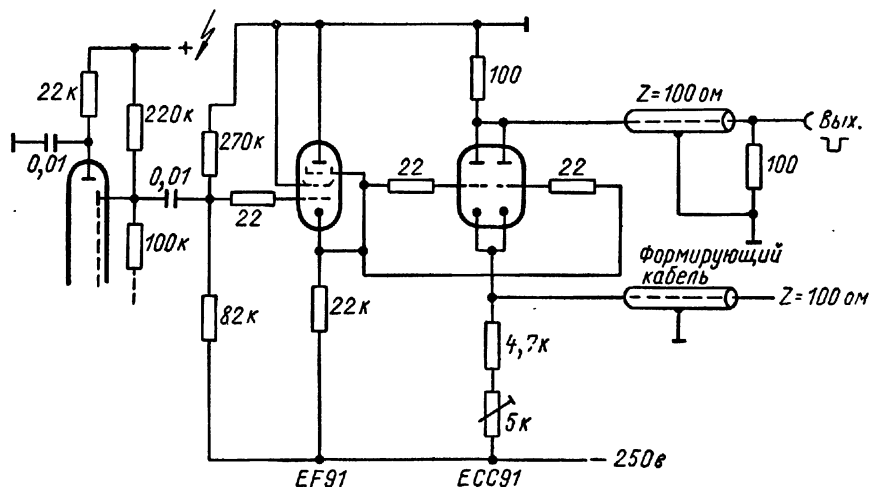 +
22к
220к
100
Z=100 ом
Вых.
0,01
270к
0,01
22
22
22
100
100к
Формирующий
кабель
Z=100 ом
82к
22к
4,7к
5к
− 250в
EF91
ECC91